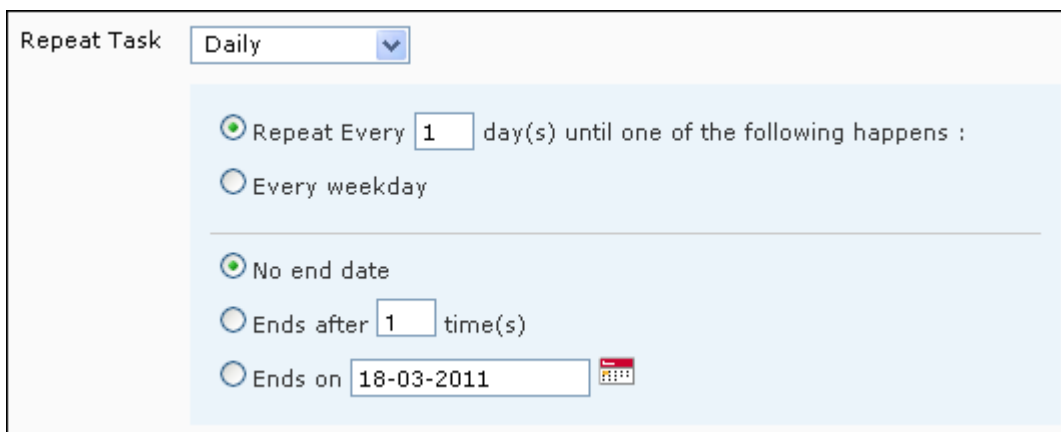 Repeat Task Daily
Repeat Every 1 day(s) until one of the following happens :
Every weekday
No end date
Ends after 1 time(s)
Ends on 18-03-2011